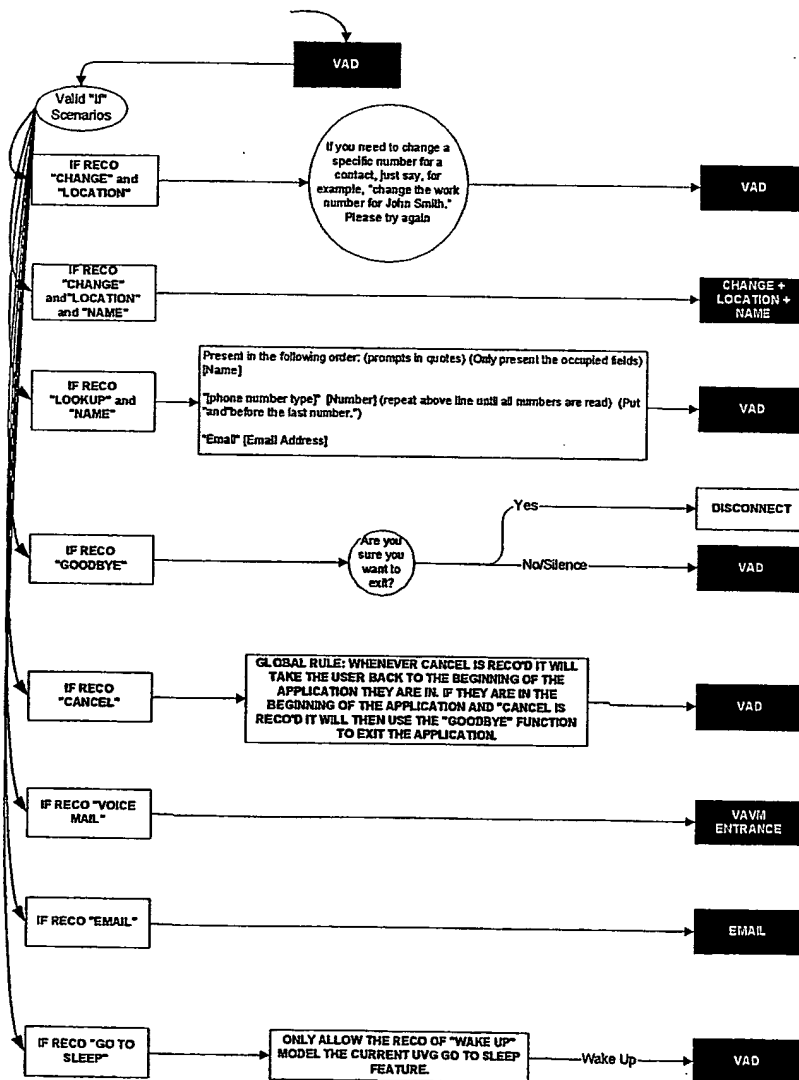 VAD
Valid "If"
Scenarios
IF RECO
"CHANGE" and
"LOCATION"
If you need to change a
specific number for a
contact, just say, for
example, "change the work
number for John Smith."
Please try again
VAD
IF RECO
"CHANGE"
and"LOCATION"
and "NAME"
CHANGE +
LOCATION +
NAME
IF RECO
"LOOKUP" and
"NAME"
Present in the following order: (prompts in quotes) (Only present the occupied fields)
[Name]
"[phone number type]" [Number] (repeat above line until all numbers are read) (Put
"and"before the last number.")
"Email" [Email Address]
VAD
IF RECO
"GOODBYE"
Are you
sure you
want to
exit?
Yes
DISCONNECT
No/Silence
VAD
IF RECO
"CANCEL"
GLOBAL RULE: WHENEVER CANCEL IS RECO'D IT WILL
TAKE THE USER BACK TO THE BEGINNING OF THE
APPLICATION THEY ARE IN. IF THEY ARE IN THE
BEGINNING OF THE APPLICATION AND "CANCEL IS
RECO'D IT WILL THEN USE THE "GOODBYE" FUNCTION
TO EXIT THE APPLICATION.
VAD
IF RECO "VOICE
MAIL"
VAVM
ENTRANCE
IF RECO "EMAIL"
EMAIL
IF RECO "GO TO
SLEEP"
ONLY ALLOW THE RECO OF "WAKE UP"
MODEL THE CURRENT UVG GO TO SLEEP
FEATURE.
Wake Up
VAD